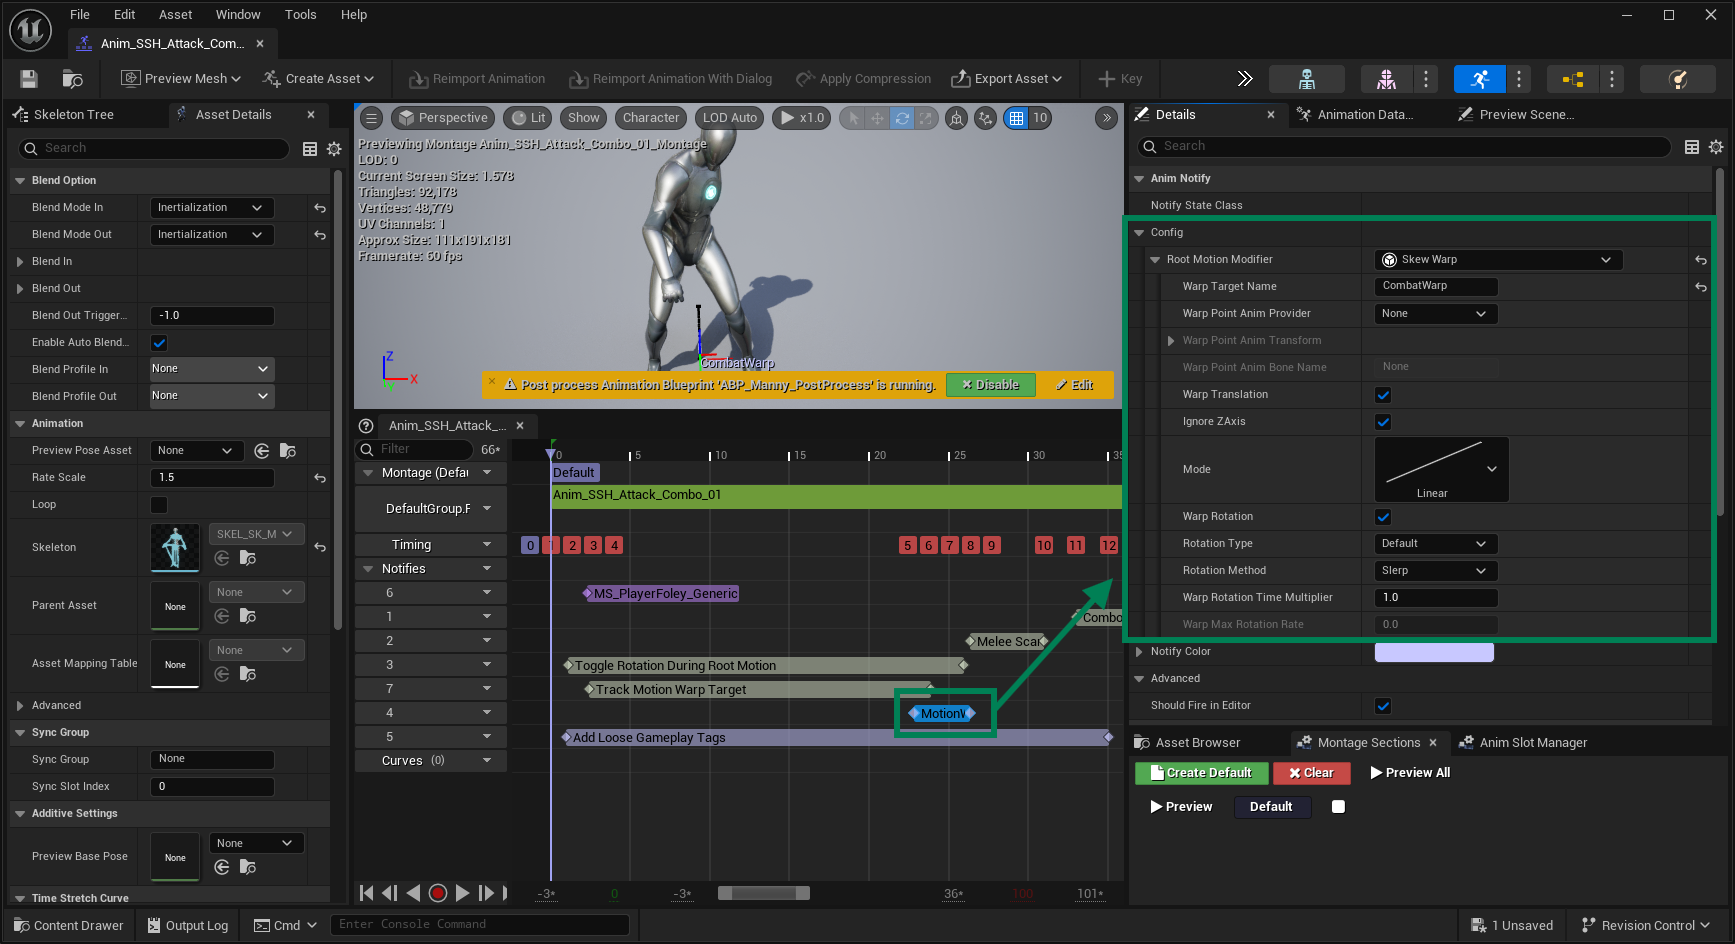 File Edit Asset Window Tools Help
Anim_SSH_Attack_Com...
Preview Mesh Create Asset Reimport Animation Reimport Animation With Dialog Apply Compression Export Asset Key
Skeleton Tree Asset Details
Search
Blend Option
Blend Mode In Inertialization
Blend Mode Out Inertialization
Blend In
Blend Out
Blend Out Trigger... -1.0
Enable Auto Blend...
Blend Profile In None
Blend Profile Out None
Animation
Preview Pose Asset None
Rate Scale 1.5
Loop
Skeleton SKEL_SK_M
Parent Asset None None
Asset Mapping Table None None
Advanced
Sync Group
Sync Group None
Sync Slot Index 0
Additive Settings
Preview Base Pose None None
Time Stretch Curve
Perspective Lit Show Character LOD Auto x1.0 10
Previewing Montage Anim_SSH_Attack_Combo_01_Montage
LOD: 0
Current Screen Size: 1.578
Triangles: 92,178
Vertices: 48,779
UV Channels: 1
Approx Size: 111x191x181
Framerate: 60 fps
CombatWarp
Z
X
Post process Animation Blueprint 'ABP_Manny_PostProcess' is running. Disable Edit
Anim_SSH_Attack_...
Filter 66*
0 5 10 15 20 25 30 35
Montage (Defau Default
Anim_SSH_Attack_Combo_01
DefaultGroup.F
Timing 0 1 2 3 4 5 6 7 8 9 10 11 12
Notifies
6 MS_PlayerFoley_Generic
1 Combo
2 Melee Scan
3 Toggle Rotation During Root Motion
7 Track Motion Warp Target
4 MotionW
5 Add Loose Gameplay Tags
Curves (0)
-3* 0 -3* 36* 100 101*
Details Animation Data... Preview Scene...
Search
Anim Notify
Notify State Class
Config
Root Motion Modifier Skew Warp
Warp Target Name CombatWarp
Warp Point Anim Provider None
Warp Point Anim Transform
Warp Point Anim Bone Name None
Warp Translation
Ignore ZAxis
Mode Linear
Warp Rotation
Rotation Type Default
Rotation Method Slerp
Warp Rotation Time Multiplier 1.0
Warp Max Rotation Rate 0.0
Notify Color
Advanced
Should Fire in Editor
Asset Browser Montage Sections Anim Slot Manager
Create Default Clear Preview All
Preview Default
Content Drawer Output Log Cmd Enter Console Command 1 Unsaved Revision Control